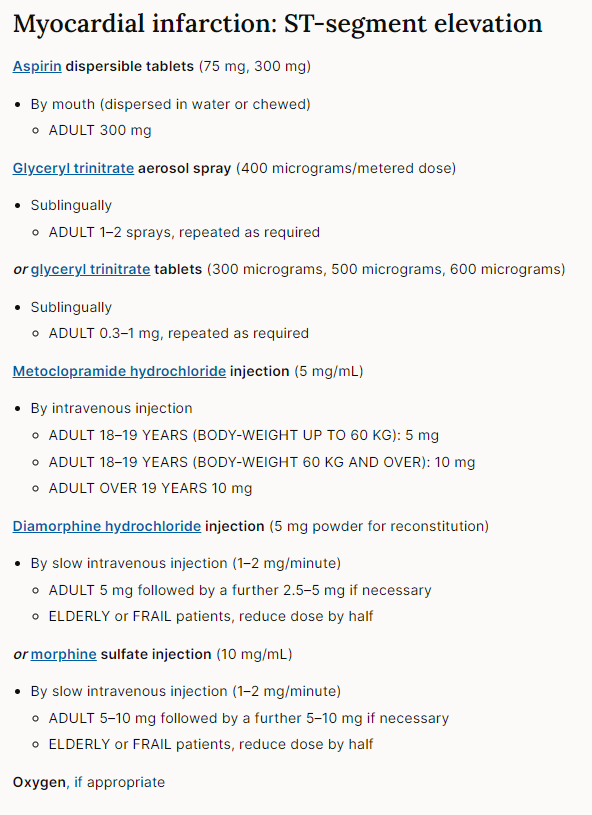 Myocardial infarction: ST-segment elevation
Aspirin dispersible tablets (75 mg, 300 mg)
By mouth (dispersed in water or chewed)
ADULT 300 mg
Glyceryl trinitrate aerosol spray (400 micrograms/metered dose)
Sublingually
ADULT 1–2 sprays, repeated as required
or glyceryl trinitrate tablets (300 micrograms, 500 micrograms, 600 micrograms)
Sublingually
ADULT 0.3–1 mg, repeated as required
Metoclopramide hydrochloride injection (5 mg/mL)
By intravenous injection
ADULT 18–19 YEARS (BODY-WEIGHT UP TO 60 KG): 5 mg
ADULT 18–19 YEARS (BODY-WEIGHT 60 KG AND OVER): 10 mg
ADULT OVER 19 YEARS 10 mg
Diamorphine hydrochloride injection (5 mg powder for reconstitution)
By slow intravenous injection (1–2 mg/minute)
ADULT 5 mg followed by a further 2.5–5 mg if necessary
ELDERLY or FRAIL patients, reduce dose by half
or morphine sulfate injection (10 mg/mL)
By slow intravenous injection (1–2 mg/minute)
ADULT 5–10 mg followed by a further 5–10 mg if necessary
ELDERLY or FRAIL patients, reduce dose by half
Oxygen, if appropriate